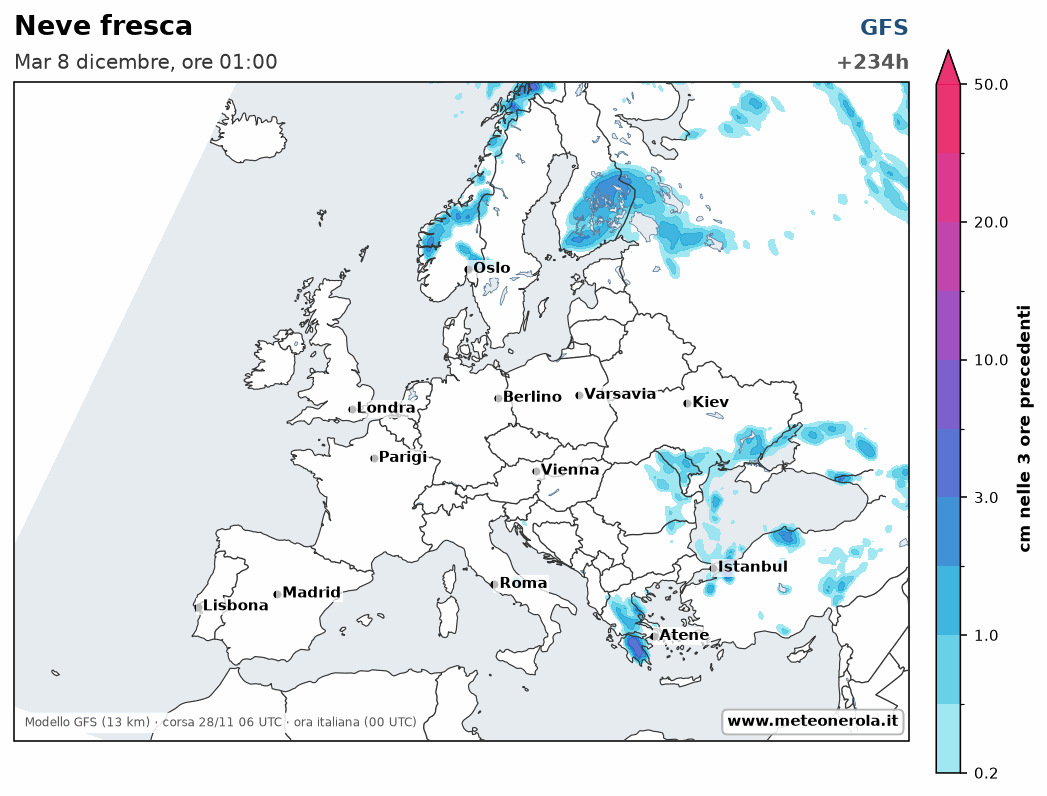 Neve fresca
GFS
Mar 8 dicembre, ore 01:00
+234h
50.0
20.0
10.0
3.0
1.0
0.2
cm nelle 3 ore precedenti
Oslo
Berlino
Varsavia
Kiev
Londra
Parigi
Vienna
Istanbul
Roma
Madrid
Lisbona
Atene
Modello GFS (13 km) · corsa 28/11 06 UTC · ora italiana (00 UTC)
www.meteonerola.it